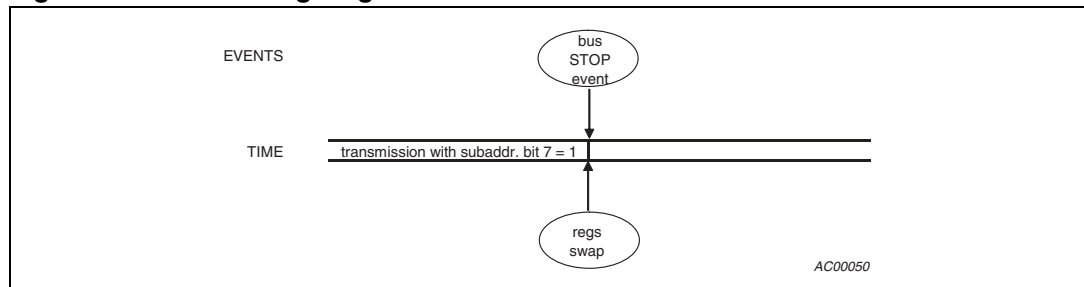 EVENTS
bus
STOP
event
TIME
transmission with subaddr. bit 7 = 1
regs
swap
AC00050